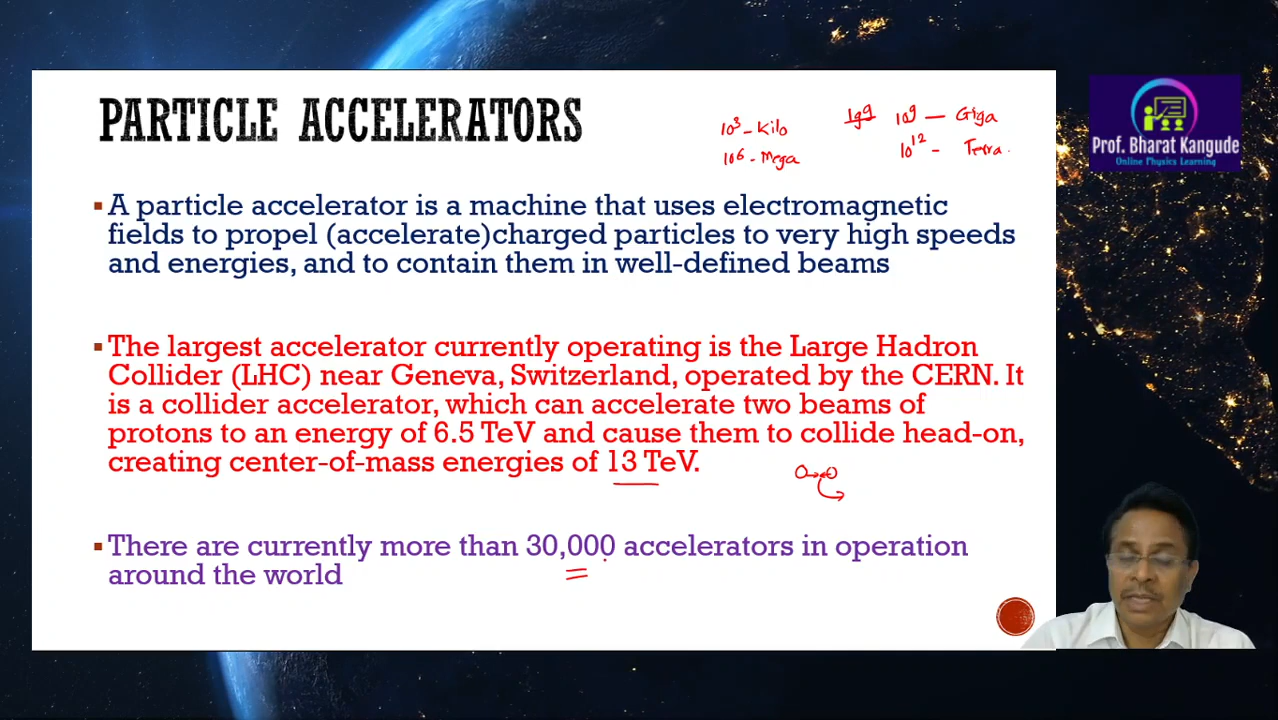 PARTICLE ACCELERATORS
10³ - Kilo
10⁶ - Mega
10⁹ — Giga
10¹² - Terra
Prof. Bharat Kangude
Online Physics Learning
▪ A particle accelerator is a machine that uses electromagnetic
fields to propel (accelerate)charged particles to very high speeds
and energies, and to contain them in well-defined beams
▪ The largest accelerator currently operating is the Large Hadron
Collider (LHC) near Geneva, Switzerland, operated by the CERN. It
is a collider accelerator, which can accelerate two beams of
protons to an energy of 6.5 TeV and cause them to collide head-on,
creating center-of-mass energies of 13 TeV.
▪ There are currently more than 30,000 accelerators in operation
around the world